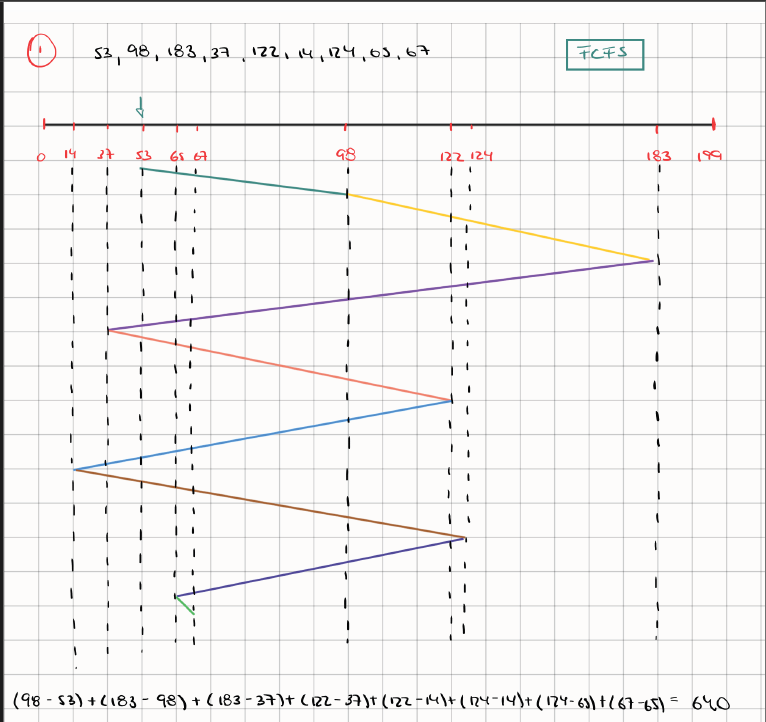 1
53, 98, 183, 37, 122, 14, 124, 65, 67
FCFS
0 14 37 53 65 67 98 122 124 183 199
(98 - 53) + (183 - 98) + (183 - 37) + (122 - 37) + (122 - 14) + (124 - 14) + (124 - 65) + (67 - 65) = 640